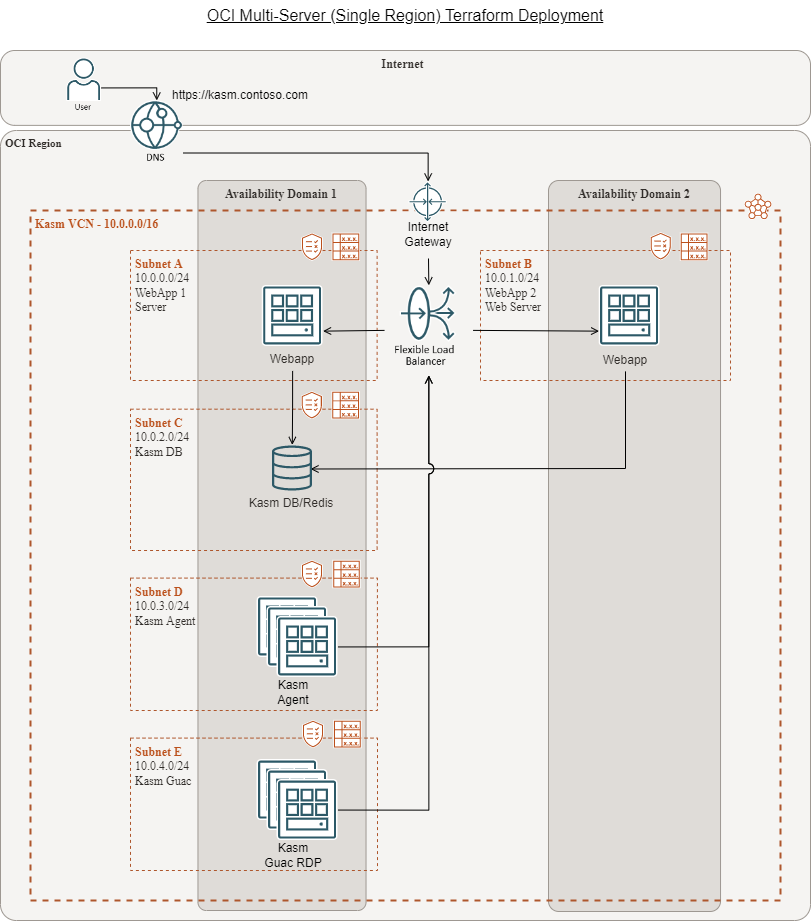 OCI Multi-Server (Single Region) Terraform Deployment
Internet
User
https://kasm.contoso.com
DNS
OCI Region
Availability Domain 1
Availability Domain 2
Internet
Gateway
Kasm VCN - 10.0.0.0/16
Subnet A
10.0.0.0/24
WebApp 1
Server
x.x.x.
x.x.x.
x.x.x.
Webapp
Flexible Load
Balancer
Subnet B
10.0.1.0/24
WebApp 2
Web Server
x.x.x.
x.x.x.
x.x.x.
Webapp
Subnet C
10.0.2.0/24
Kasm DB
x.x.x.
x.x.x.
x.x.x.
Kasm DB/Redis
Subnet D
10.0.3.0/24
Kasm Agent
x.x.x.
x.x.x.
x.x.x.
Kasm
Agent
Subnet E
10.0.4.0/24
Kasm Guac
x.x.x.
x.x.x.
x.x.x.
Kasm
Guac RDP